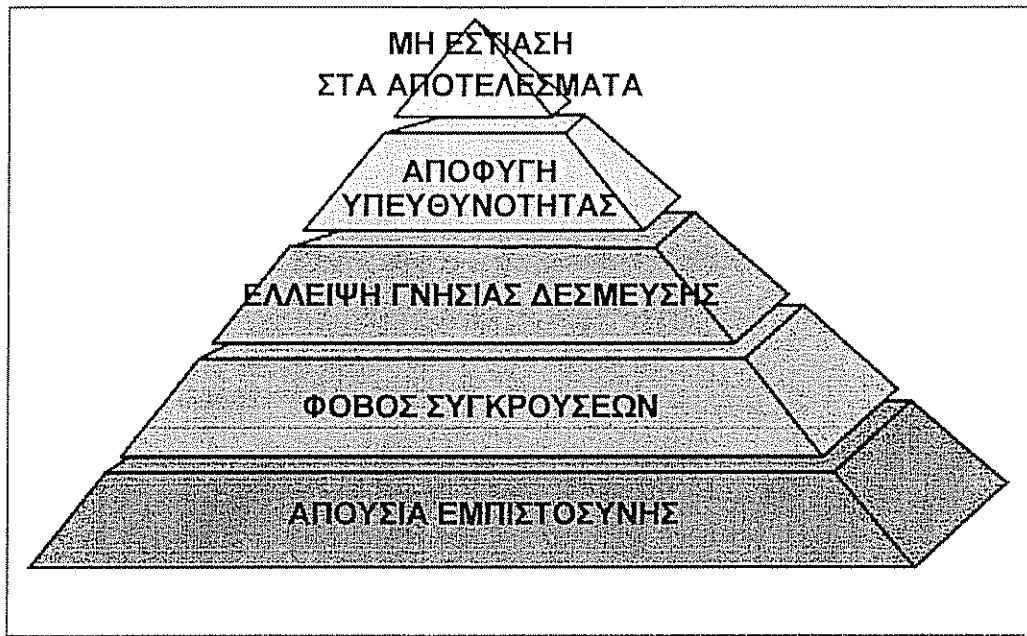 ΜΗ ΕΣΤΙΑΣΗ
ΣΤΑ ΑΠΟΤΕΛΕΣΜΑΤΑ
ΑΠΟΦΥΓΗ
ΥΠΕΥΘΥΝΟΤΗΤΑΣ
ΕΛΛΕΙΨΗ ΓΝΗΣΙΑΣ ΔΕΣΜΕΥΣΗΣ
ΦΟΒΟΣ ΣΥΓΚΡΟΥΣΕΩΝ
ΑΠΟΥΣΙΑ ΕΜΠΙΣΤΟΣΥΝΗΣ